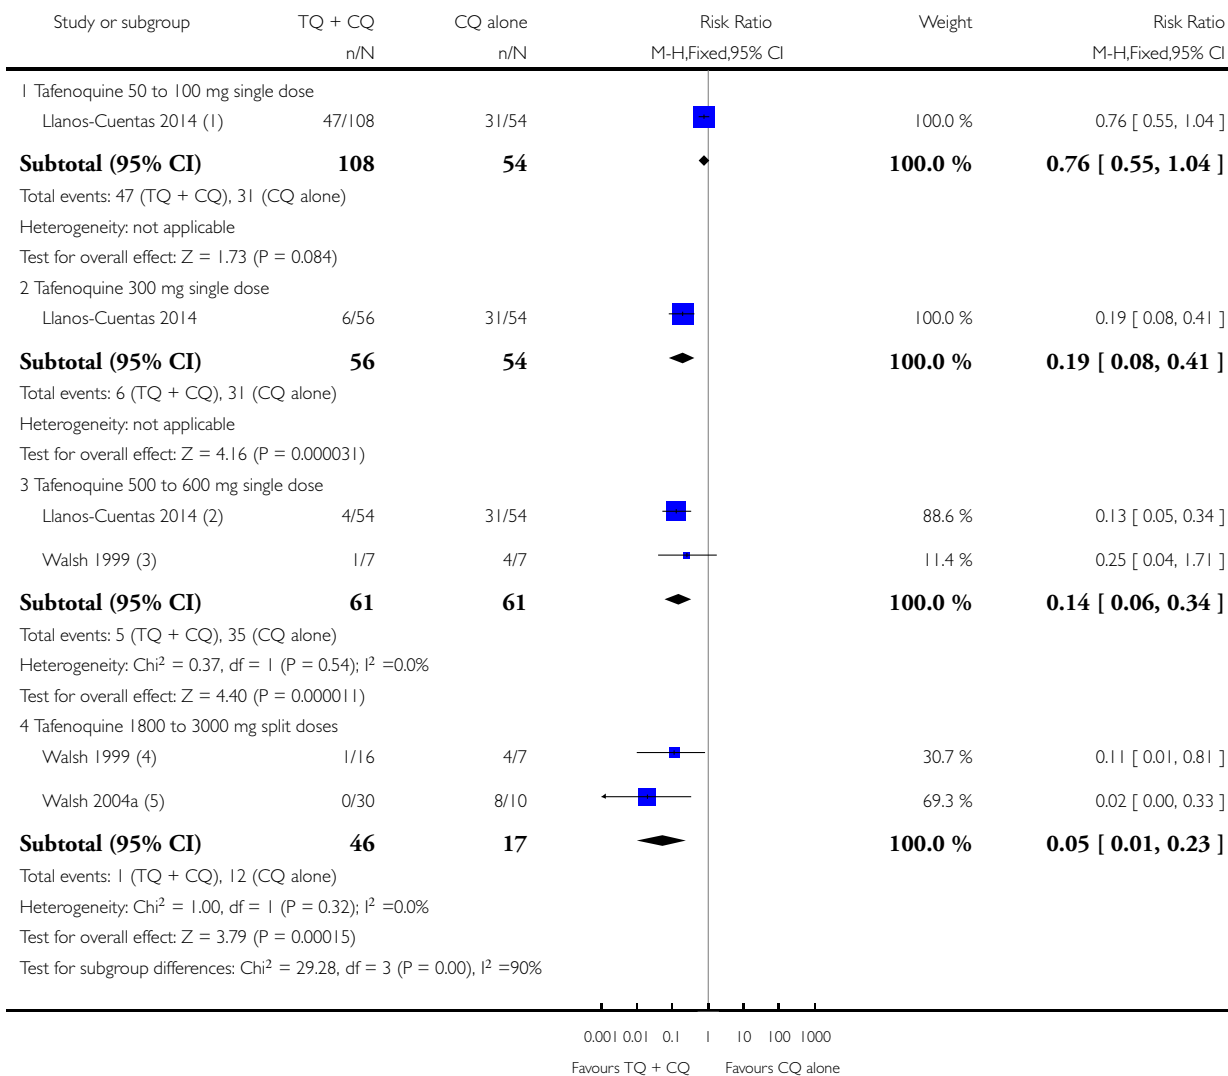 Study or subgroup TQ + CQ CQ alone Risk Ratio Weight Risk Ratio
n/N n/N M-H,Fixed,95% CI M-H,Fixed,95% CI
1 Tafenoquine 50 to 100 mg single dose
Llanos-Cuentas 2014 (1) 47/108 31/54 100.0 % 0.76 [ 0.55, 1.04 ]
Subtotal (95% CI) 108 54 100.0 % 0.76 [ 0.55, 1.04 ]
Total events: 47 (TQ + CQ), 31 (CQ alone)
Heterogeneity: not applicable
Test for overall effect: Z = 1.73 (P = 0.084)
2 Tafenoquine 300 mg single dose
Llanos-Cuentas 2014 6/56 31/54 100.0 % 0.19 [ 0.08, 0.41 ]
Subtotal (95% CI) 56 54 100.0 % 0.19 [ 0.08, 0.41 ]
Total events: 6 (TQ + CQ), 31 (CQ alone)
Heterogeneity: not applicable
Test for overall effect: Z = 4.16 (P = 0.000031)
3 Tafenoquine 500 to 600 mg single dose
Llanos-Cuentas 2014 (2) 4/54 31/54 88.6 % 0.13 [ 0.05, 0.34 ]
Walsh 1999 (3) 1/7 4/7 11.4 % 0.25 [ 0.04, 1.71 ]
Subtotal (95% CI) 61 61 100.0 % 0.14 [ 0.06, 0.34 ]
Total events: 5 (TQ + CQ), 35 (CQ alone)
Heterogeneity: Chi² = 0.37, df = 1 (P = 0.54); I² =0.0%
Test for overall effect: Z = 4.40 (P = 0.000011)
4 Tafenoquine 1800 to 3000 mg split doses
Walsh 1999 (4) 1/16 4/7 30.7 % 0.11 [ 0.01, 0.81 ]
Walsh 2004a (5) 0/30 8/10 69.3 % 0.02 [ 0.00, 0.33 ]
Subtotal (95% CI) 46 17 100.0 % 0.05 [ 0.01, 0.23 ]
Total events: 1 (TQ + CQ), 12 (CQ alone)
Heterogeneity: Chi² = 1.00, df = 1 (P = 0.32); I² =0.0%
Test for overall effect: Z = 3.79 (P = 0.00015)
Test for subgroup differences: Chi² = 29.28, df = 3 (P = 0.00), I² =90%
0.001 0.01 0.1 1 10 100 1000
Favours TQ + CQ Favours CQ alone